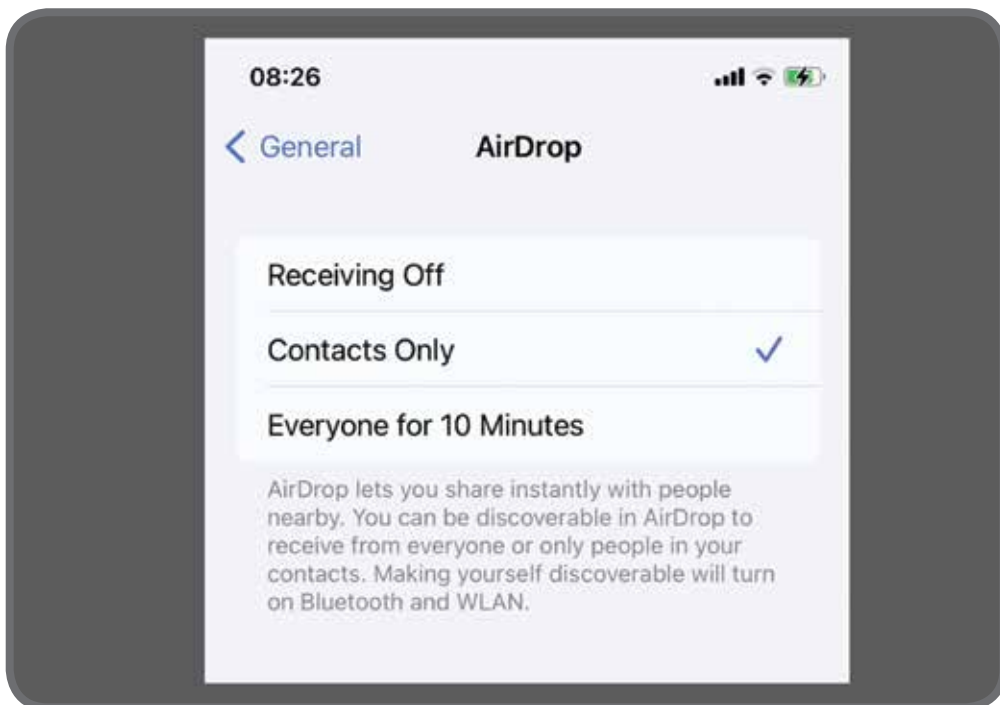 08:26
General AirDrop
Receiving Off
Contacts Only
Everyone for 10 Minutes
AirDrop lets you share instantly with people
nearby. You can be discoverable in AirDrop to
receive from everyone or only people in your
contacts. Making yourself discoverable will turn
on Bluetooth and WLAN.